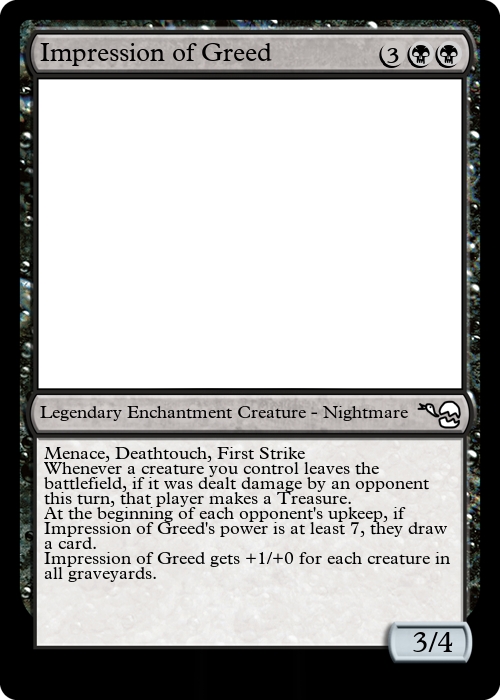 Impression of Greed 3
Legendary Enchantment Creature - Nightmare
Menace, Deathtouch, First Strike
Whenever a creature you control leaves the
battlefield, if it was dealt damage by an opponent
this turn, that player makes a Treasure.
At the beginning of each opponent's upkeep, if
Impression of Greed's power is at least 7, they draw
a card.
Impression of Greed gets +1/+0 for each creature in
all graveyards.
3/4